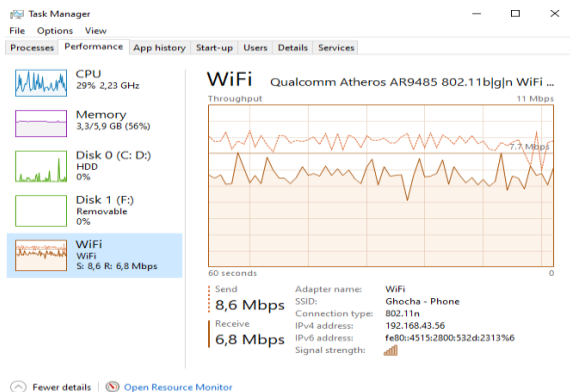 Task Manager
File Options View
Processes Performance App history Start-up Users Details Services
CPU
29% 2,23 GHz
Memory
3,3/5,9 GB (56%)
Disk 0 (C: D:)
HDD
0%
Disk 1 (F:)
Removable
0%
WiFi
WiFi
S: 8,6 R: 6,8 Mbps
WiFi Qualcomm Atheros AR9485 802.11b|g|n WiFi ...
Throughput 11 Mbps
7.7 Mbps
60 seconds 0
Send
8,6 Mbps
Receive
6,8 Mbps
Adapter name: WiFi
SSID: Ghocha - Phone
Connection type: 802.11n
IPv4 address: 192.168.43.56
IPv6 address: fe80::4515:2800:532d:2313%6
Signal strength:
Fewer details Open Resource Monitor